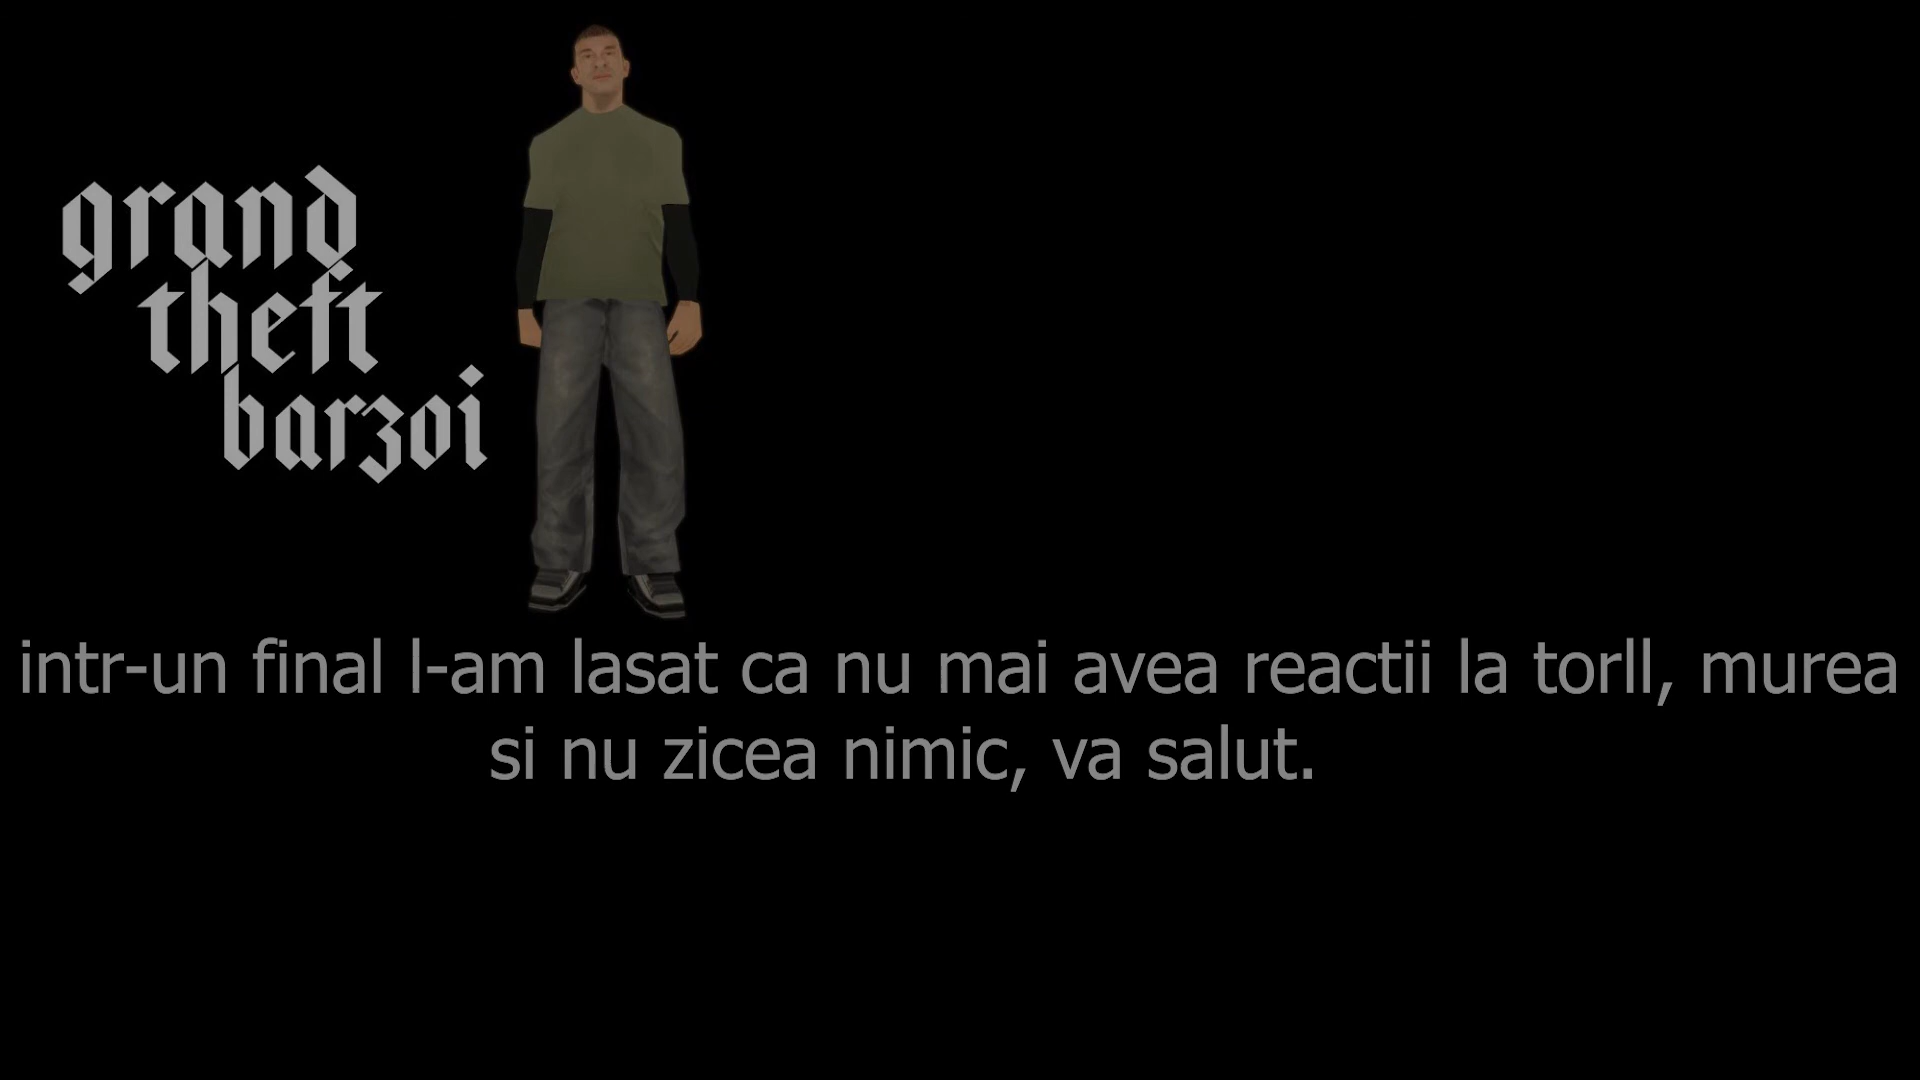 grand
theft
barzoi
intr-un final l-am lasat ca nu mai avea reactii la torll, murea
si nu zicea nimic, va salut.